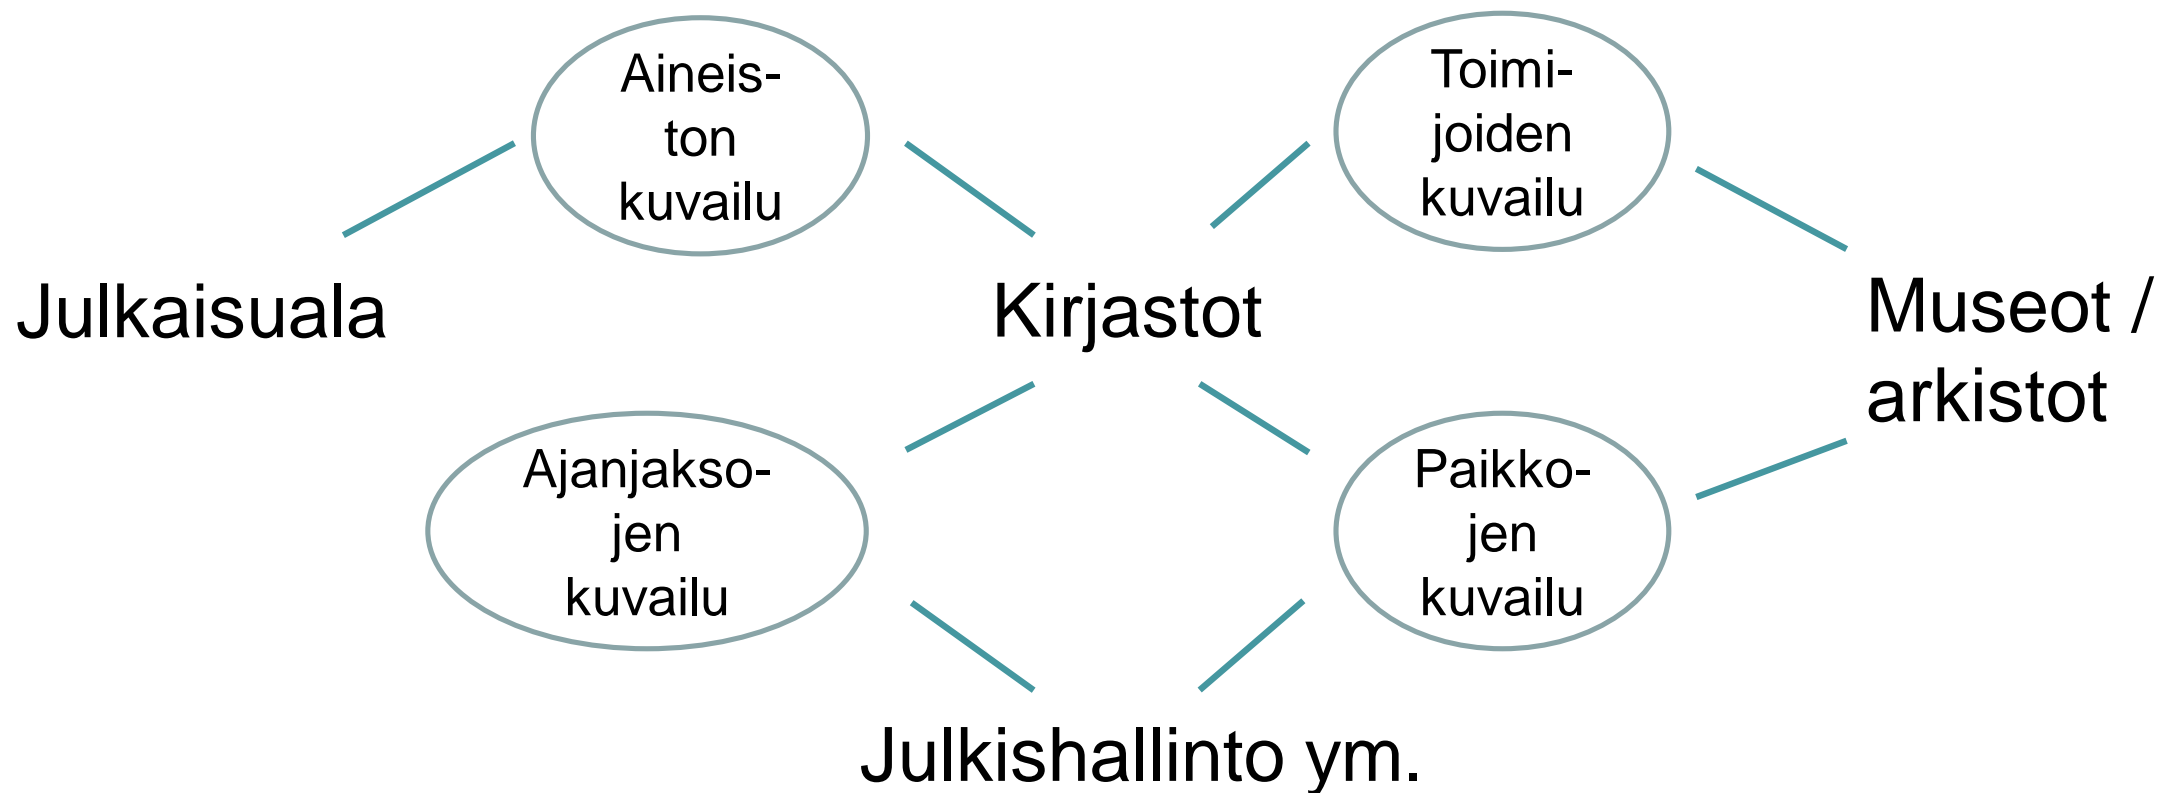 Aineis-
ton
kuvailu
Toimi-
joiden
kuvailu
Julkaisuala
Kirjastot
Museot /
arkistot
Ajanjakso-
jen
kuvailu
Paikko-
jen
kuvailu
Julkishallinto ym.